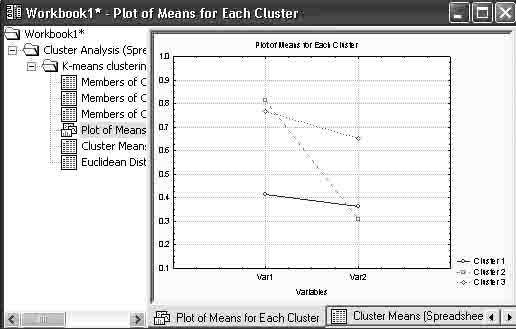 Workbook1* - Plot of Means for Each Cluster
Workbook1*
Cluster Analysis (Spre
K-means clusterin
Members of C
Members of C
Members of C
Plot of Means
Cluster Mean
Euclidean Dist
Plot of Means for Each Cluster
1.0
0.9
0.8
0.7
0.6
0.5
0.4
0.3
0.2
0.1
Var1
Var2
Variables
Cluster 1
Cluster 2
Cluster 3
Plot of Means for Each Cluster
Cluster Means (Spreadshee